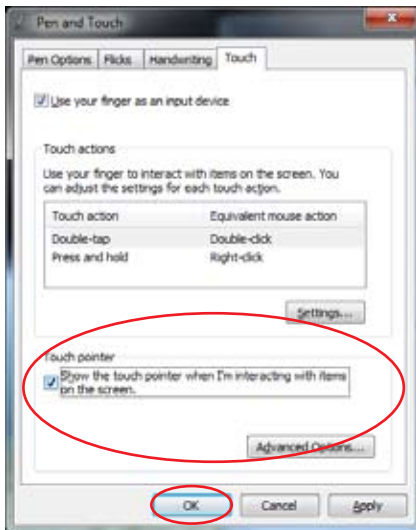 Pen and Touch
Pen Options Flicks Handwriting Touch
Use your finger as an input device
Touch actions
Use your finger to interact with items on the screen. You
can adjust the settings for each touch action.
Touch action Equivalent mouse action
Double-tap Double-click
Press and hold Right-click
Settings...
Touch pointer
Show the touch pointer when I'm interacting with items
on the screen.
Advanced Options...
OK Cancel Apply